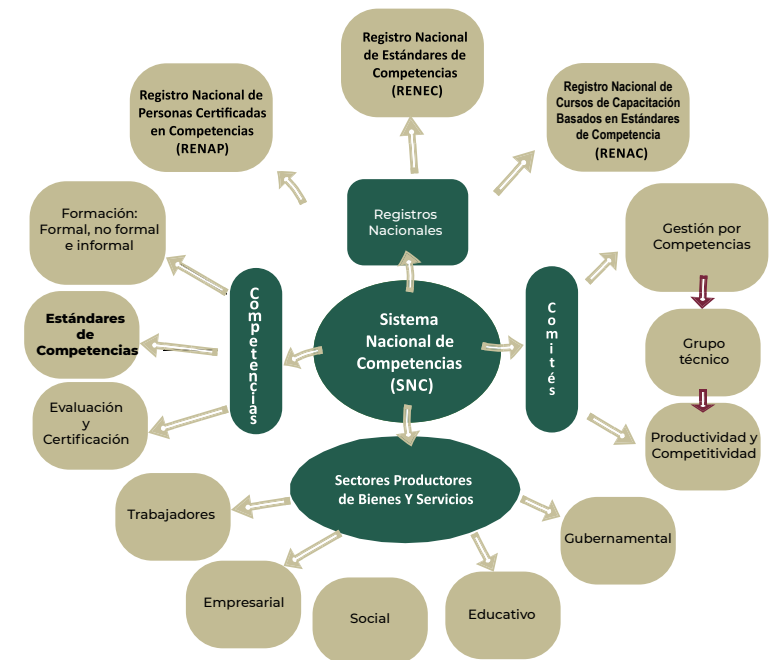 Registro Nacional
de Estándares de
Competencias
(RENEC)
Registro Nacional de
Personas Certificadas
en Competencias
(RENAP)
Registro Nacional de
Cursos de Capacitación
Basados en Estándares
de Competencia
(RENAC)
Registros
Nacionales
Formación:
Formal, no formal
e informal
Estándares
de
Competencias
Evaluación
y
Certificación
Competencias
Sistema
Nacional de
Competencias
(SNC)
Comités
Gestión por
Competencias
Grupo
técnico
Productividad y
Competitividad
Sectores Productores
de Bienes Y Servicios
Trabajadores
Empresarial
Social
Educativo
Gubernamental